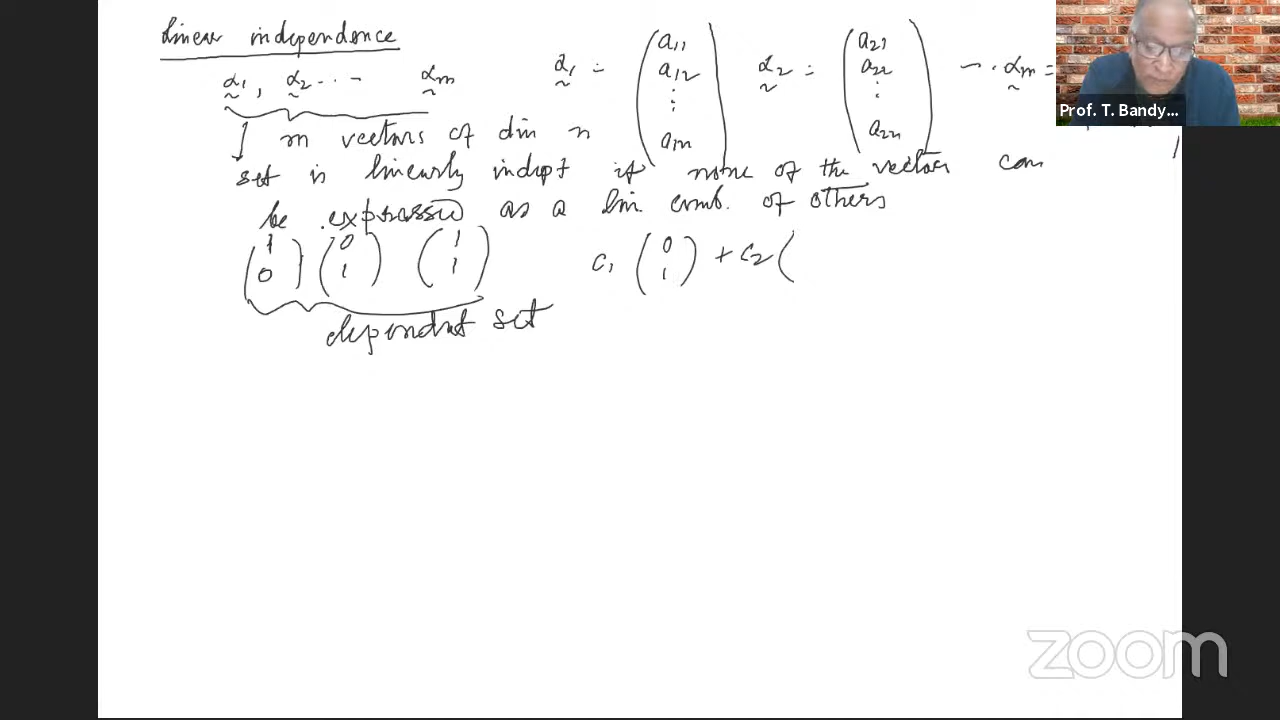 Linear independence
α1, α2 ... αm α1 = (a11 a12 ⋮ a1n) α2 = (a21 a22 ⋮ a2n) ... αm =
Prof. T. Bandy...
m vectors of dim n
set is linearly indept if none of the vectors can
be expressed as a lin. comb. of others
(1 0) (0 1) (1 1) c1 (0 1) + c2 (
dependent set
zoom